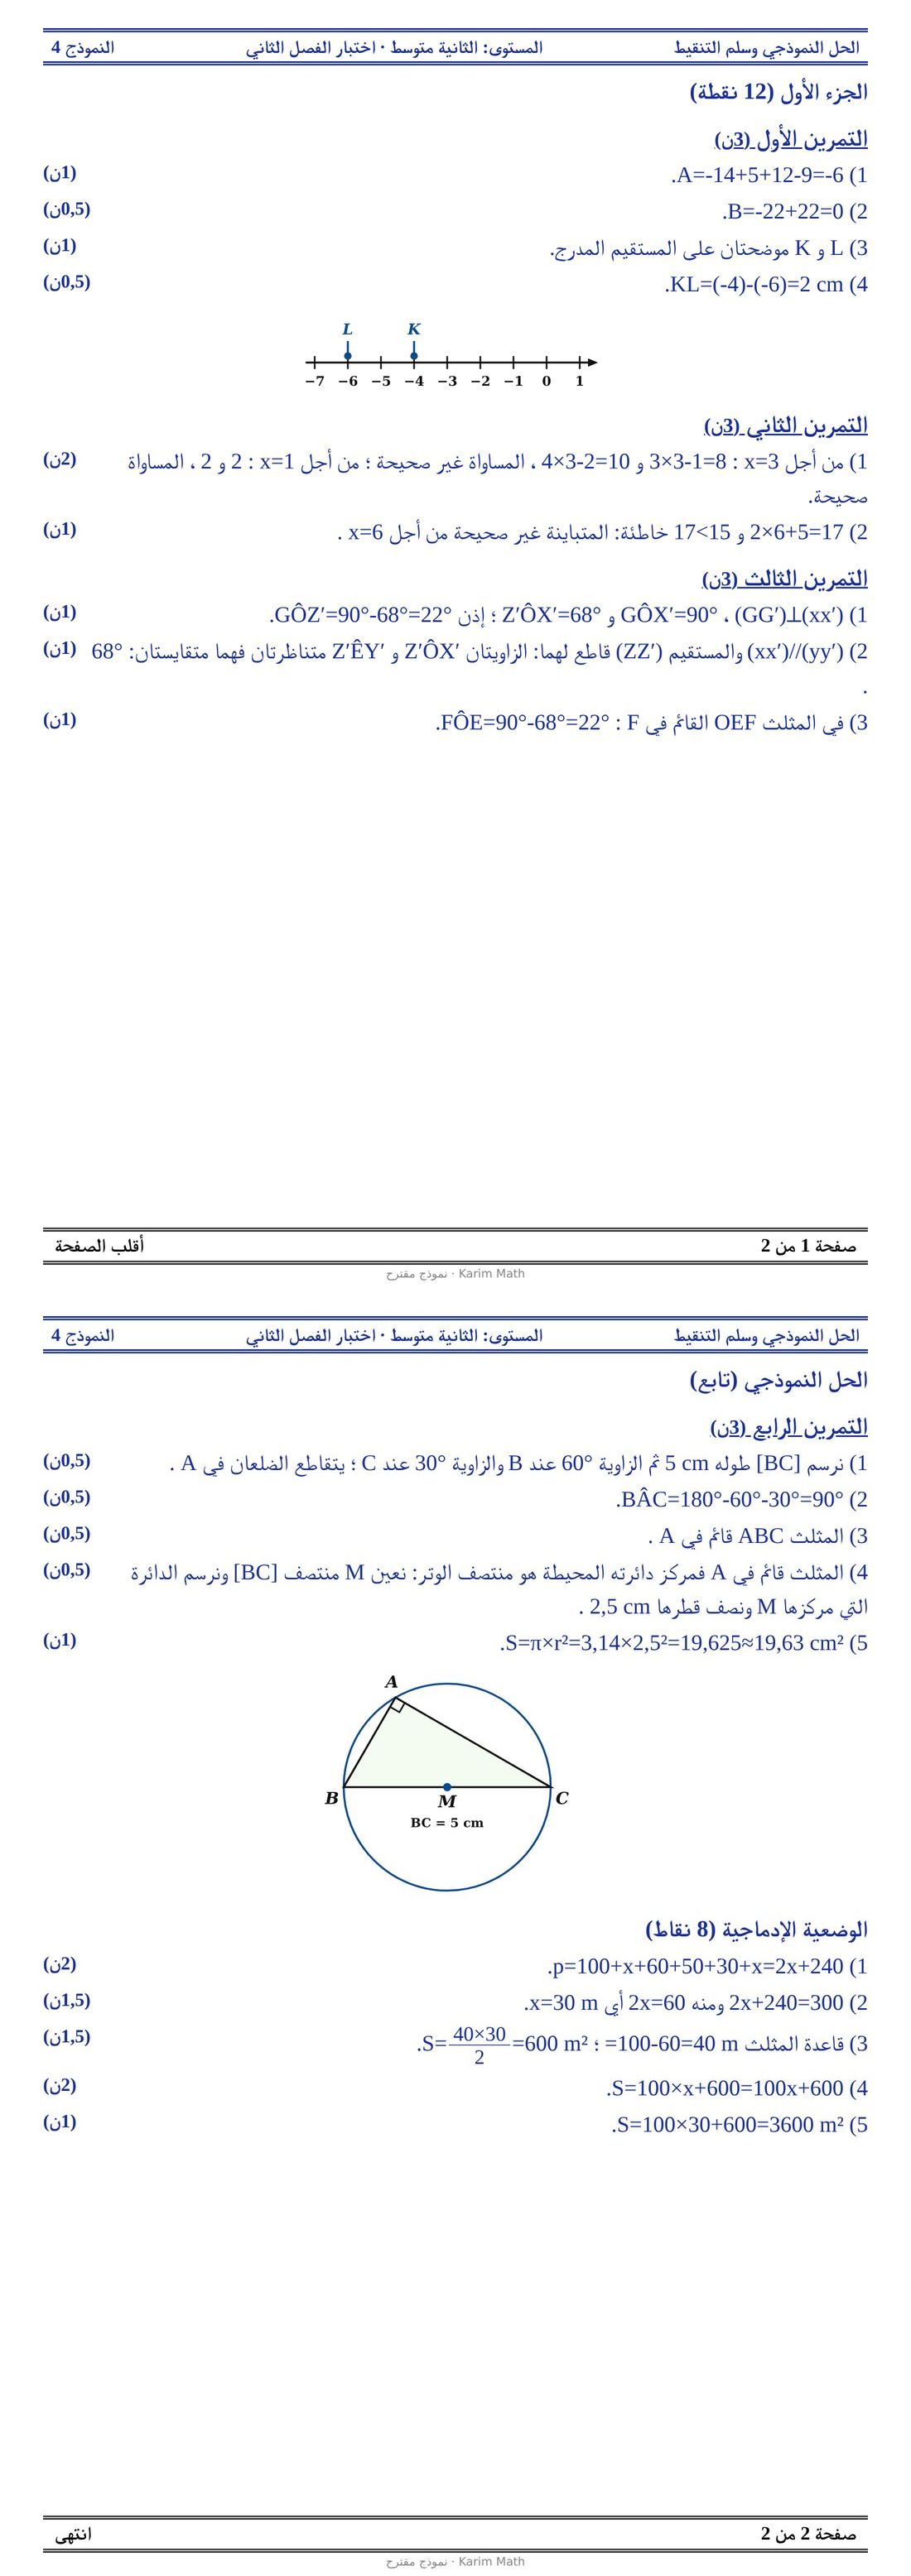 الحل النموذجي وسلم التنقيط المستوى: الثانية متوسط · اختبار الفصل الثاني النموذج 4
الجزء الأول (12 نقطة)
التمرين الأول (3ن)
1) A=-14+5+12-9=-6. (1ن)
2) B=-22+22=0. (0,5ن)
3) L و K موضحتان على المستقيم المدرج. (1ن)
4) KL=(-4)-(-6)=2 cm. (0,5ن)
L K
−7 −6 −5 −4 −3 −2 −1 0 1
التمرين الثاني (3ن)
1) من أجل x=3 : 3×3-1=8 و 4×3-2=10 ، المساواة غير صحيحة ؛ من أجل x=1 : 2 و 2 ، المساواة (2ن)
صحيحة.
2) 2×6+5=17 و 17<15 خاطئة: المتباينة غير صحيحة من أجل x=6 . (1ن)
التمرين الثالث (3ن)
1) (GG′)⊥(xx′) ، GÔX′=90° و Z′ÔX′=68° ؛ إذن GÔZ′=90°-68°=22°. (1ن)
2) (xx′)//(yy′) والمستقيم (ZZ′) قاطع لهما: الزاويتان Z′ÔX′ و Z′ÊY′ متناظرتان فهما متقايستان: 68° (1ن)
.
3) في المثلث OEF القائم في F : FÔE=90°-68°=22°. (1ن)
صفحة 1 من 2 أقلب الصفحة
Karim Math · نموذج مقترح
الحل النموذجي وسلم التنقيط المستوى: الثانية متوسط · اختبار الفصل الثاني النموذج 4
الحل النموذجي (تابع)
التمرين الرابع (3ن)
1) نرسم [BC] طوله 5 cm ثم الزاوية 60° عند B والزاوية 30° عند C ؛ يتقاطع الضلعان في A . (0,5ن)
2) BÂC=180°-60°-30°=90°. (0,5ن)
3) المثلث ABC قائم في A . (0,5ن)
4) المثلث قائم في A فمركز دائرته المحيطة هو منتصف الوتر: نعين M منتصف [BC] ونرسم الدائرة (0,5ن)
التي مركزها M ونصف قطرها 2,5 cm .
5) S=π×r²=3,14×2,5²=19,625≈19,63 cm². (1ن)
A
B M C
BC = 5 cm
الوضعية الإدماجية (8 نقاط)
1) p=100+x+60+50+30+x=2x+240. (2ن)
2) 2x+240=300 ومنه 2x=60 أي x=30 m. (1,5ن)
3) قاعدة المثلث =100-60=40 m ؛ S=40×30/2=600 m². (1,5ن)
4) S=100×x+600=100x+600. (2ن)
5) S=100×30+600=3600 m². (1ن)
صفحة 2 من 2 انتهى
Karim Math · نموذج مقترح